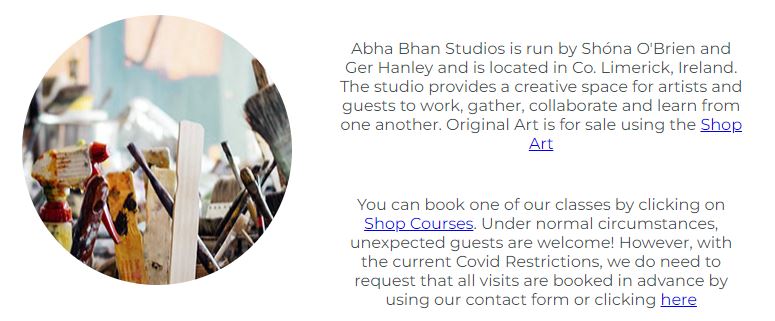 Abha Bhan Studios is run by Shóna O'Brien and
Ger Hanley and is located in Co. Limerick, Ireland.
The studio provides a creative space for artists and
guests to work, gather, collaborate and learn from
one another. Original Art is for sale using the Shop
Art
You can book one of our classes by clicking on
Shop Courses. Under normal circumstances,
unexpected guests are welcome! However, with
the current Covid Restrictions, we do need to
request that all visits are booked in advance by
using our contact form or clicking here